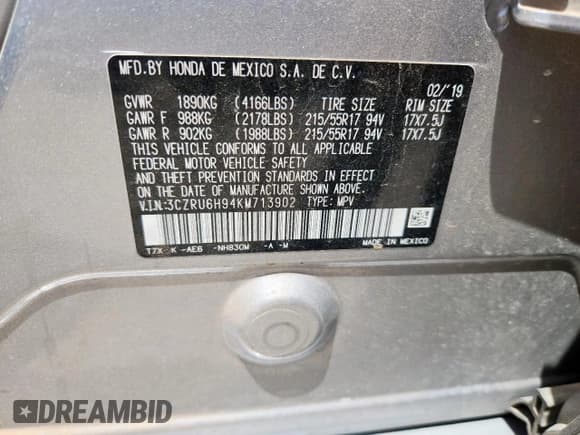 MFD.BY HONDA DE MEXICO S.A. DE C.V.
02/'19
GVWR 1890KG (4166LBS) TIRE SIZE RIM SIZE
GAWR F 988KG (2178LBS) 215/55R17 94V 17X7.5J
GAWR R 902KG (1988LBS) 215/55R17 94V 17X7.5J
THIS VEHICLE CONFORMS TO ALL APPLICABLE
FEDERAL MOTOR VEHICLE SAFETY
AND THEFT PREVENTION STANDARDS IN EFFECT
ON THE DATE OF MANUFACTURE SHOWN ABOVE.
V.I.N:3CZRU6H94KM713902 TYPE: MPV
T7X K -AE6 -NH830M -A -M MADE IN MEXICO
DREAMBID